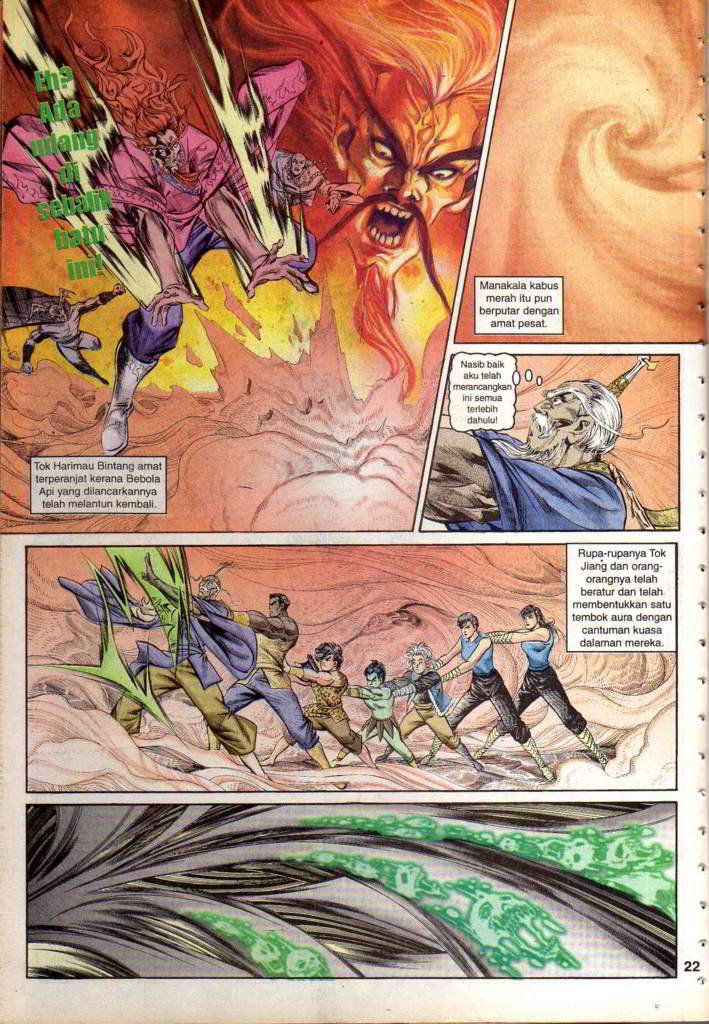 Eh?
Ada
udang
di
sebalik
batu
ini!
Manakala kabus
merah itu pun
berputar dengan
amat pesat.
Nasib baik
aku telah
merancangkan
ini semua
terlebih
dahulu!
Tok Harimau Bintang amat
terperanjat kerana Bebola
Api yang dilancarkannya
telah melantun kembali.
Rupa-rupanya Tok
Jiang dan orang-
orangnya telah
beratur dan telah
membentukkan satu
tembok aura dengan
cantuman kuasa
dalaman mereka.
22